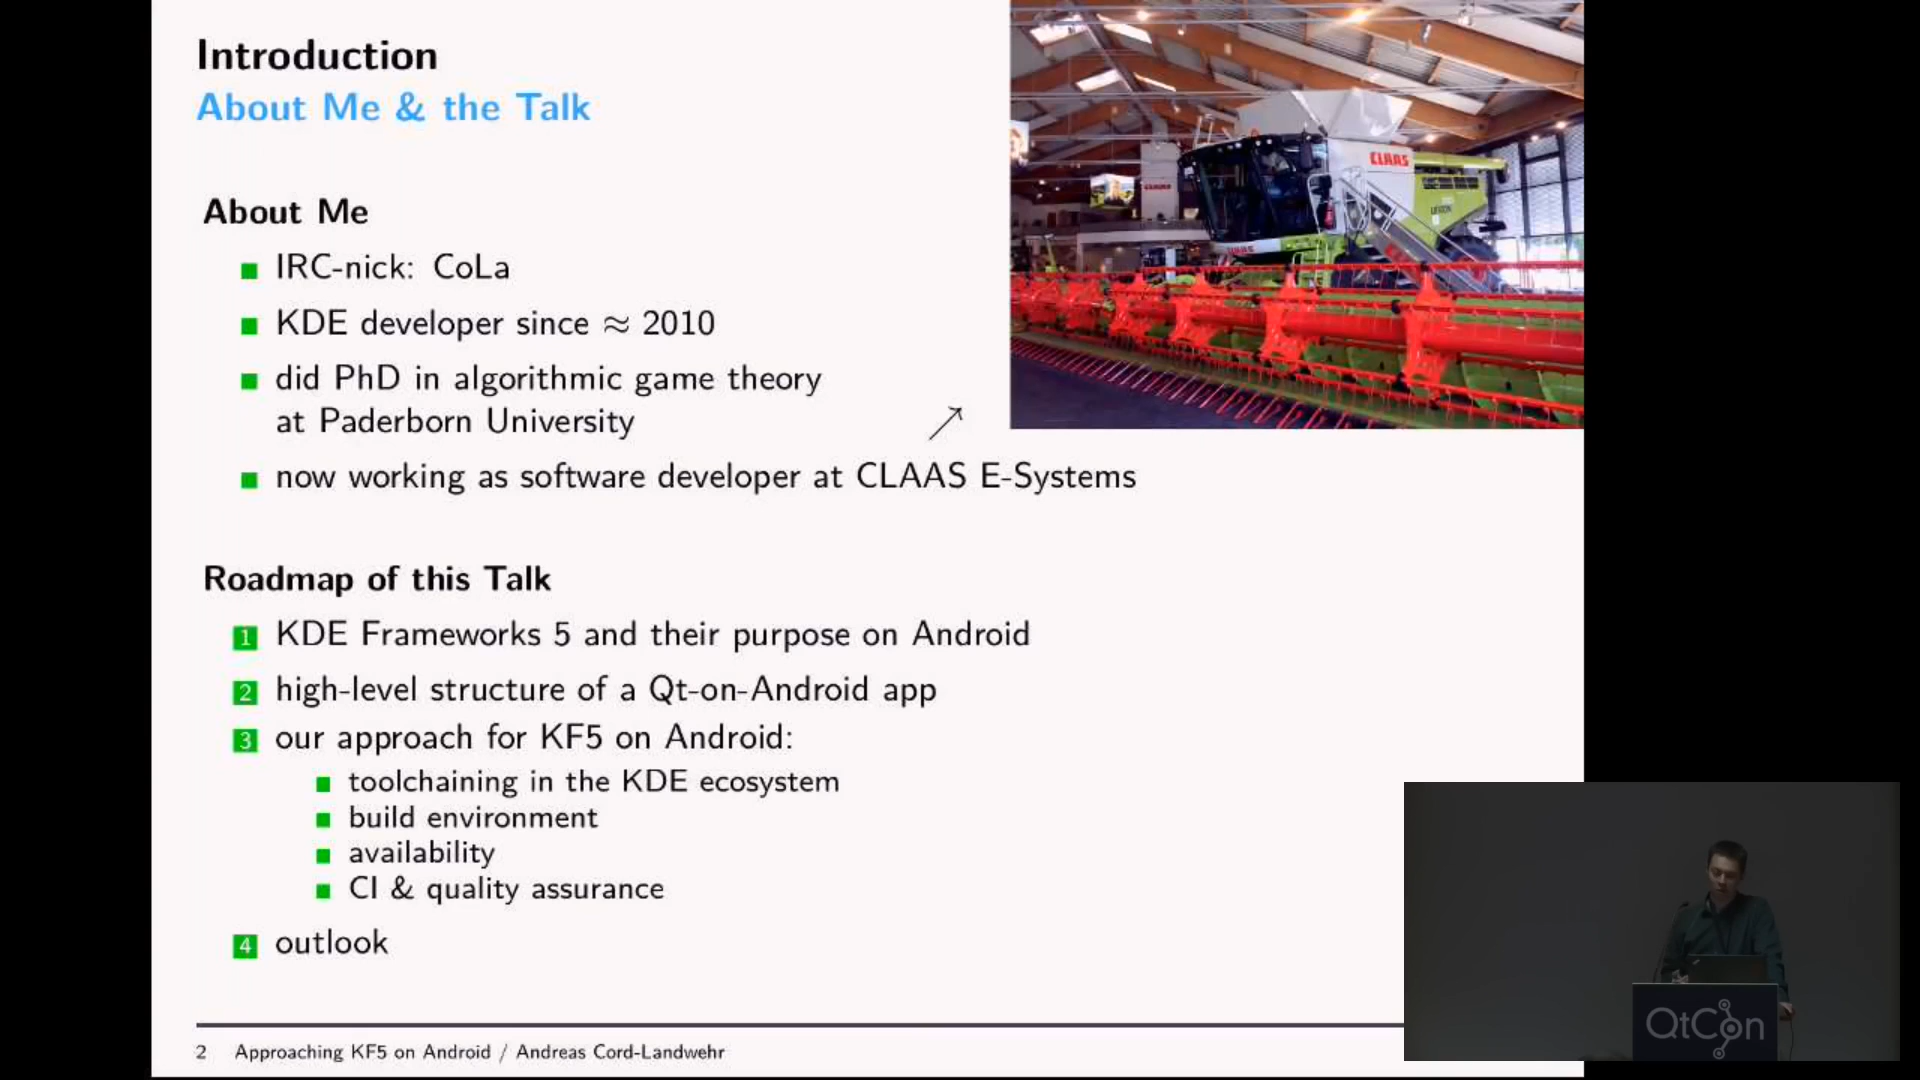 Introduction
About Me & the Talk
CLAAS
CLAAS
CLAAS
LEXION
About Me
IRC-nick: CoLa
KDE developer since ≈ 2010
did PhD in algorithmic game theory
at Paderborn University
now working as software developer at CLAAS E-Systems
Roadmap of this Talk
1 KDE Frameworks 5 and their purpose on Android
2 high-level structure of a Qt-on-Android app
3 our approach for KF5 on Android:
toolchaining in the KDE ecosystem
build environment
availability
CI & quality assurance
4 outlook
2 Approaching KF5 on Android / Andreas Cord-Landwehr
QtCon